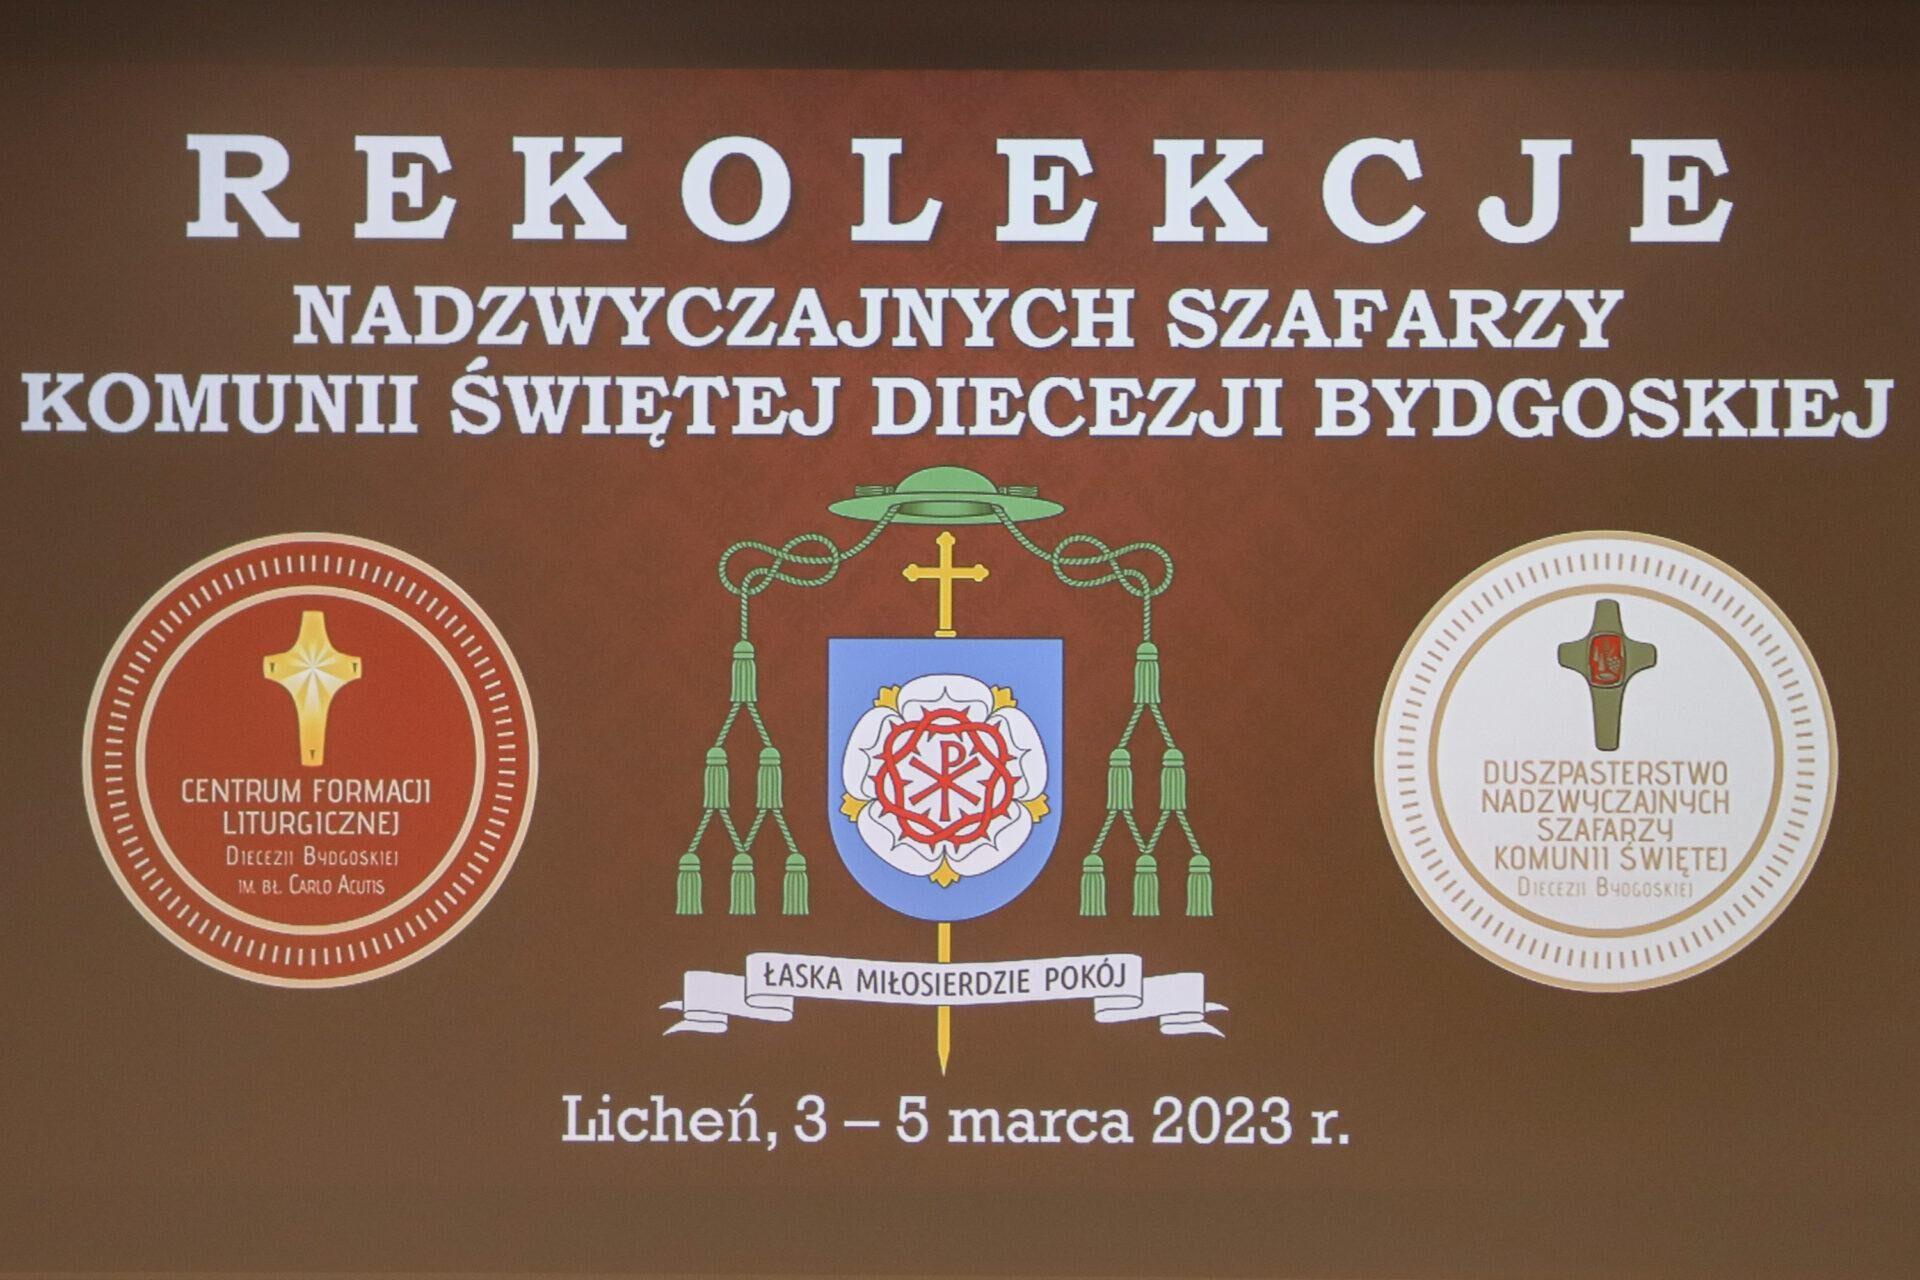 REKOLEKCJE
NADZWYCZAJNYCH SZAFARZY
KOMUNII ŚWIĘTEJ DIECEZJI BYDGOSKIEJ
CENTRUM FORMACJI
LITURGICZNEJ
DIECEZJI BYDGOSKIEJ
IM. BŁ. CARLO ACUTIS
P
ŁASKA MIŁOSIERDZIE POKÓJ
DUSZPASTERSTWO
NADZWYCZAJNYCH
SZAFARZY
KOMUNII ŚWIĘTEJ
DIECEZJI BYDGOSKIEJ
Licheń, 3 – 5 marca 2023 r.